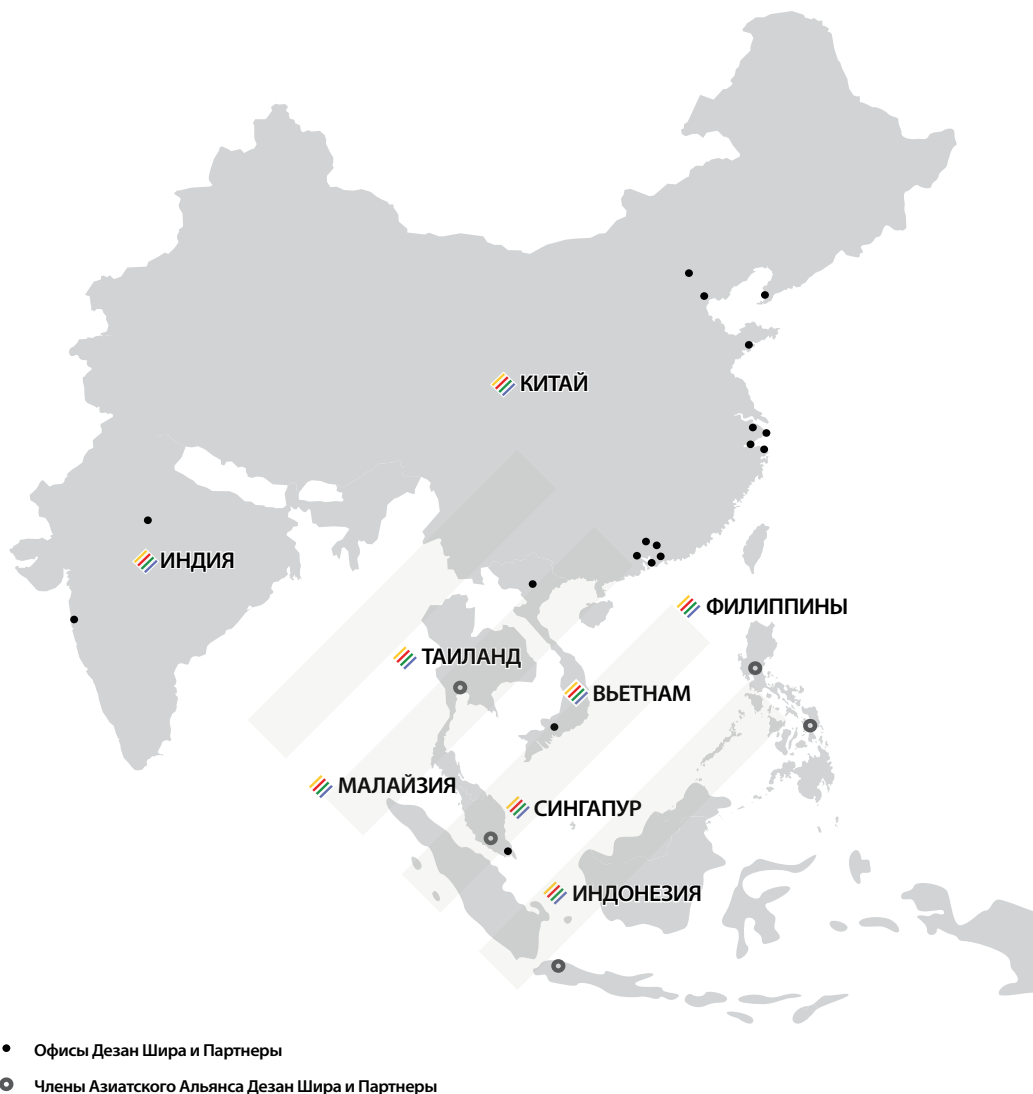 КИТАЙ
ИНДИЯ
ФИЛИППИНЫ
ТАИЛАНД
ВЬЕТНАМ
МАЛАЙЗИЯ
СИНГАПУР
ИНДОНЕЗИЯ
Офисы Дезан Шира и Партнеры
Члены Азиатского Альянса Дезан Шира и Партнеры